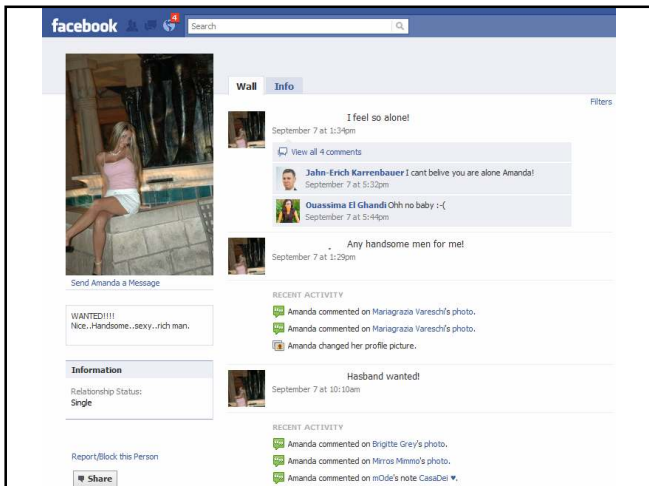 facebook
4
Search
Wall Info
Filters
I feel so alone!
September 7 at 1:34pm
View all 4 comments
Jahn-Erich Karrenbauer I cant belive you are alone Amanda!
September 7 at 5:32pm
Ouassima El Ghandi Ohh no baby :-(
September 7 at 5:44pm
Any handsome men for me!
September 7 at 1:29pm
RECENT ACTIVITY
Amanda commented on Mariagrazia Vareschi's photo.
Amanda commented on Mariagrazia Vareschi's photo.
Amanda changed her profile picture.
Hasband wanted!
September 7 at 10:10am
RECENT ACTIVITY
Amanda commented on Brigitte Grey's photo.
Amanda commented on Mirros Mimmo's photo.
Amanda commented on mOde's note CasaDei ♥.
Send Amanda a Message
WANTED!!!!
Nice..Handsome..sexy..rich man.
Information
Relationship Status:
Single
Report/Block this Person
Share